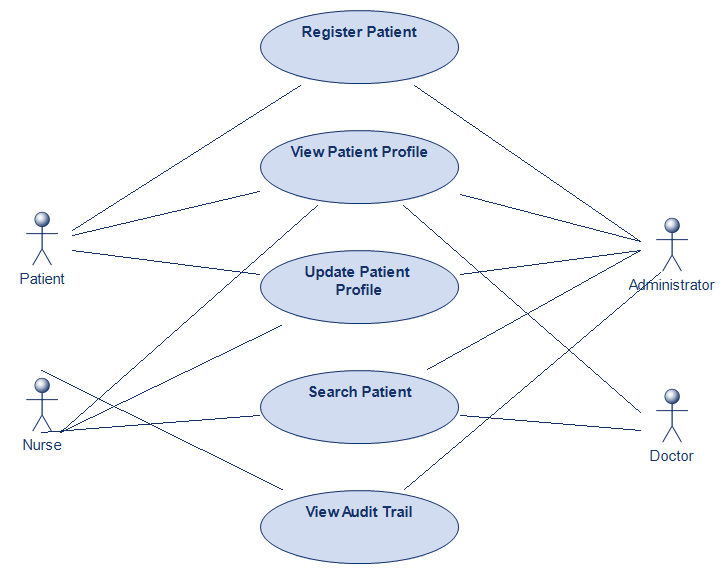 Register Patient
View Patient Profile
Patient
Administrator
Update Patient
Profile
Search Patient
Nurse
Doctor
View Audit Trail